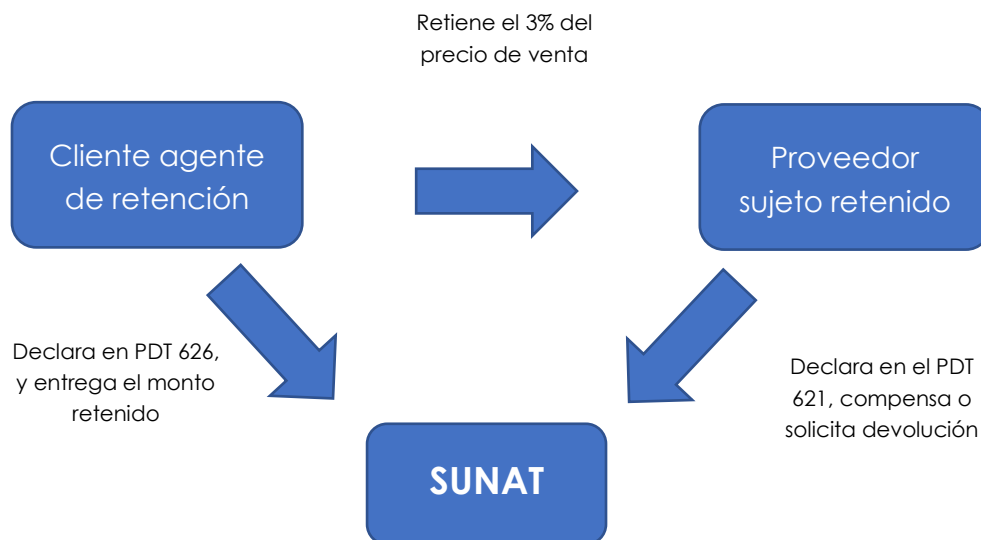 Retiene el 3% del
precio de venta
Cliente agente
de retención
Proveedor
sujeto retenido
Declara en PDT 626,
y entrega el monto
retenido
Declara en el PDT
621, compensa o
solicita devolución
SUNAT